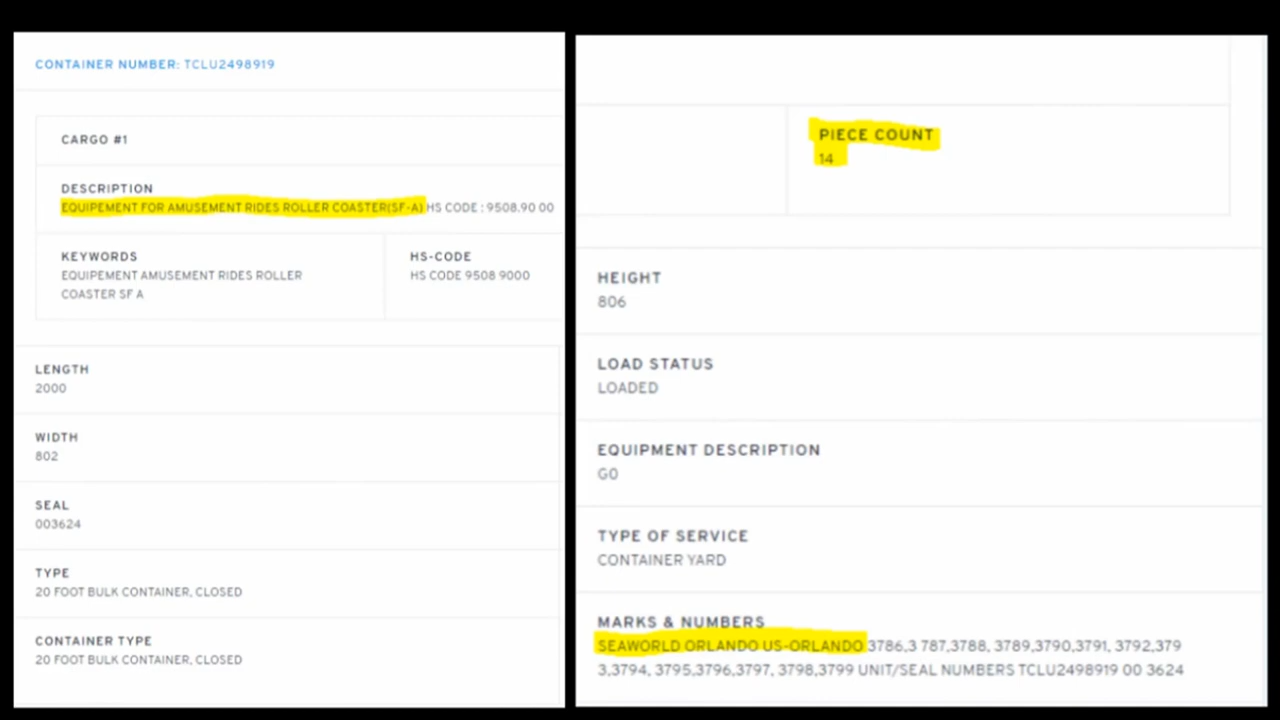 CONTAINER NUMBER: TCLU2498919
CARGO #1
DESCRIPTION
EQUIPEMENT FOR AMUSEMENT RIDES ROLLER COASTER(SF-A) HS CODE : 9508.90 00
KEYWORDS
EQUIPEMENT AMUSEMENT RIDES ROLLER
COASTER SF A
HS-CODE
HS CODE 9508 9000
LENGTH
2000
WIDTH
802
SEAL
003624
TYPE
20 FOOT BULK CONTAINER, CLOSED
CONTAINER TYPE
20 FOOT BULK CONTAINER, CLOSED
PIECE COUNT
14
HEIGHT
806
LOAD STATUS
LOADED
EQUIPMENT DESCRIPTION
G0
TYPE OF SERVICE
CONTAINER YARD
MARKS & NUMBERS
SEAWORLD ORLANDO US-ORLANDO 3786,3 787,3788, 3789,3790,3791, 3792,379
3,3794, 3795,3796,3797, 3798,3799 UNIT/SEAL NUMBERS TCLU2498919 00 3624